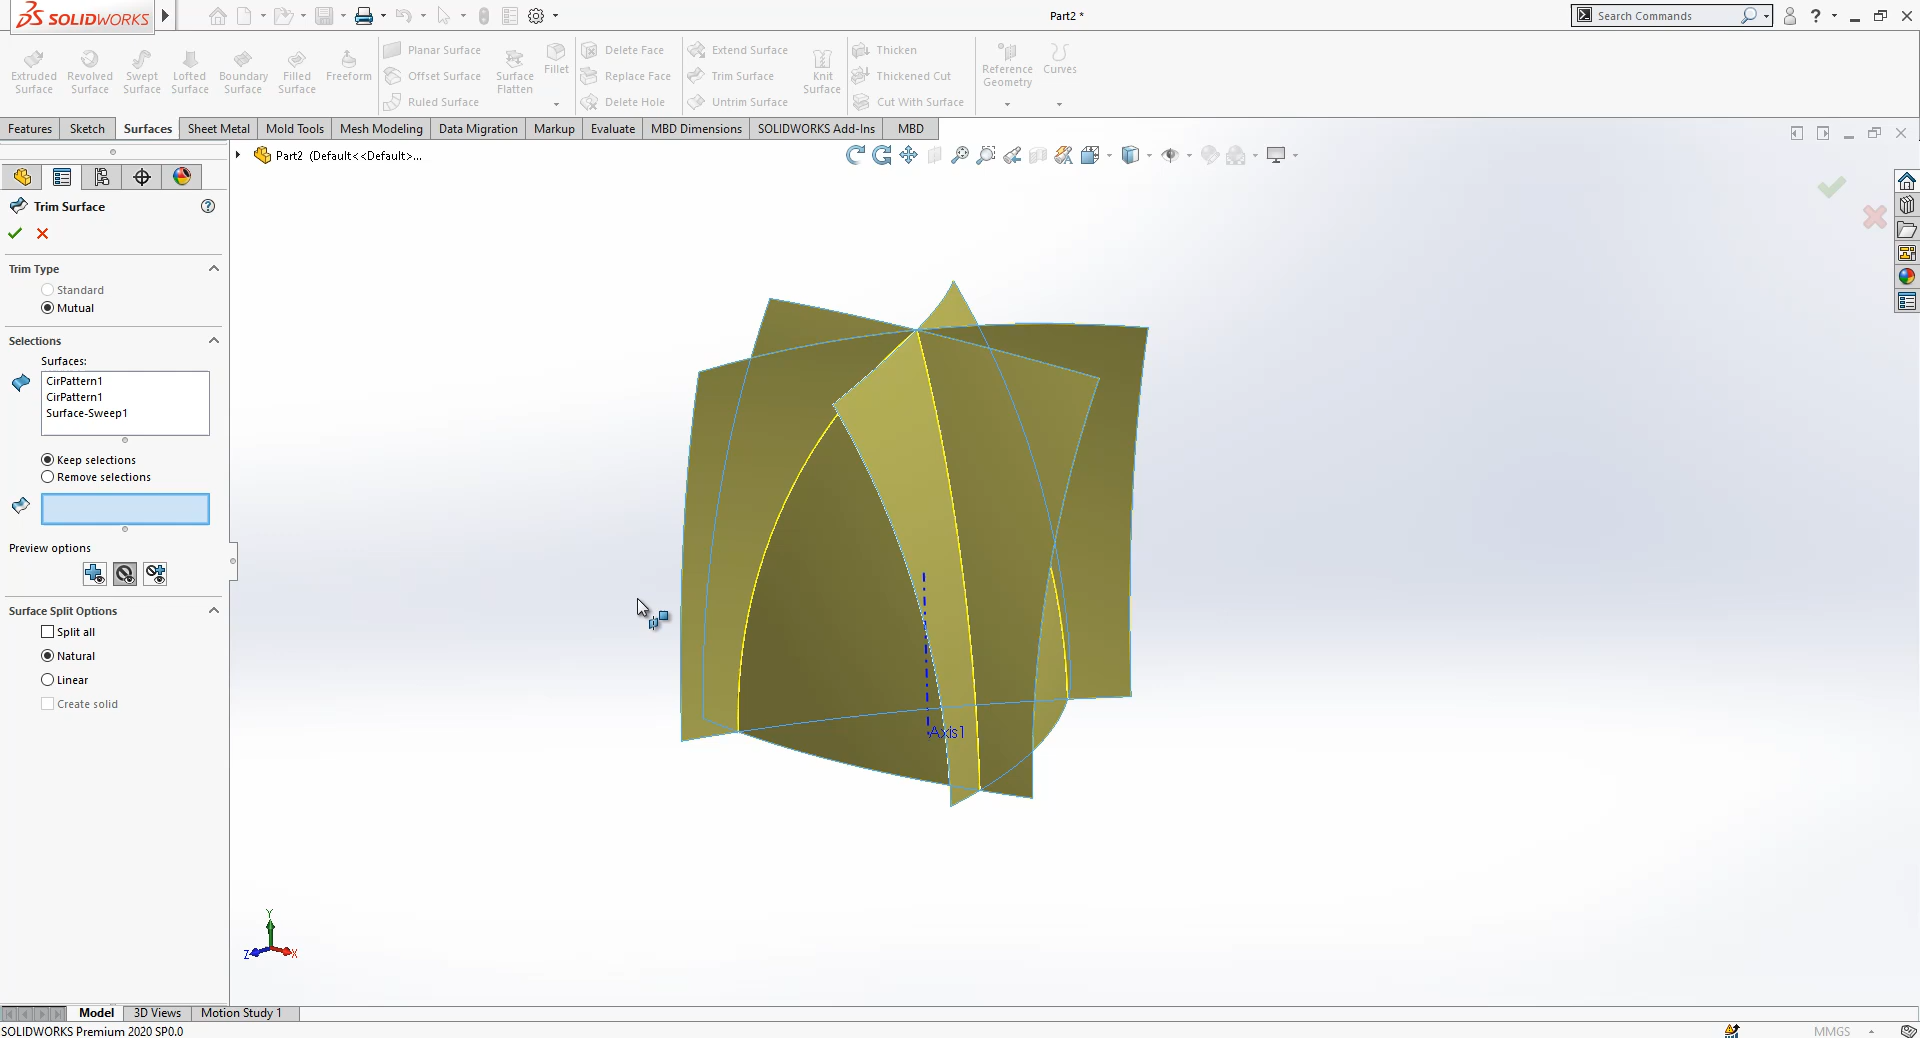 SOLIDWORKS
Part2 *
Search Commands
Extruded Surface
Revolved Surface
Swept Surface
Lofted Surface
Boundary Surface
Filled Surface
Freeform
Planar Surface
Offset Surface
Ruled Surface
Surface Flatten
Fillet
Delete Face
Replace Face
Delete Hole
Extend Surface
Trim Surface
Untrim Surface
Knit Surface
Thicken
Thickened Cut
Cut With Surface
Reference Geometry
Curves
Features
Sketch
Surfaces
Sheet Metal
Mold Tools
Mesh Modeling
Data Migration
Markup
Evaluate
MBD Dimensions
SOLIDWORKS Add-Ins
MBD
Part2 (Default<<Default>...
Trim Surface
Trim Type
Standard
Mutual
Selections
Surfaces:
CirPattern1
CirPattern1
Surface-Sweep1
Keep selections
Remove selections
Preview options
Surface Split Options
Split all
Natural
Linear
Create solid
Axis1
Y
Z
X
Model
3D Views
Motion Study 1
SOLIDWORKS Premium 2020 SP0.0
MMGS